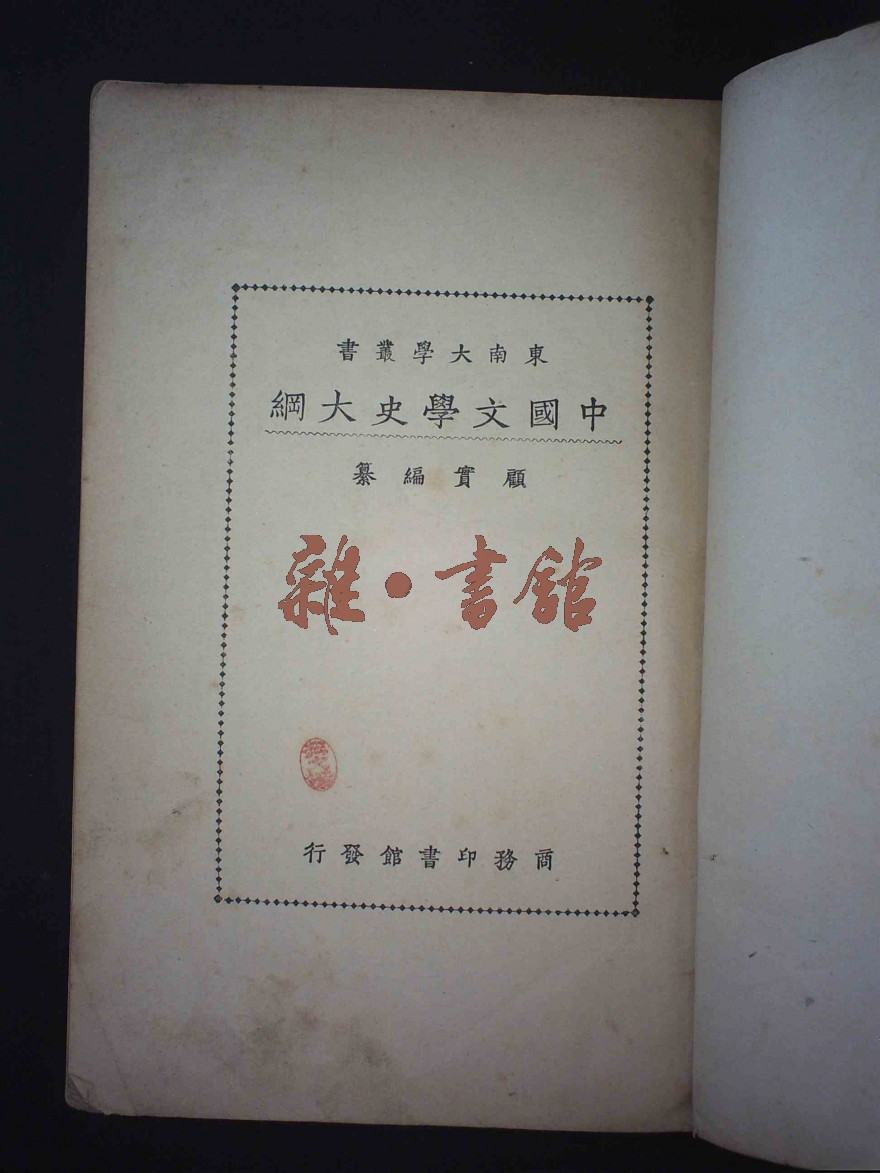 東南大學叢書
中國文學史大綱
顧實編纂
雜·書館
商務印書館發行